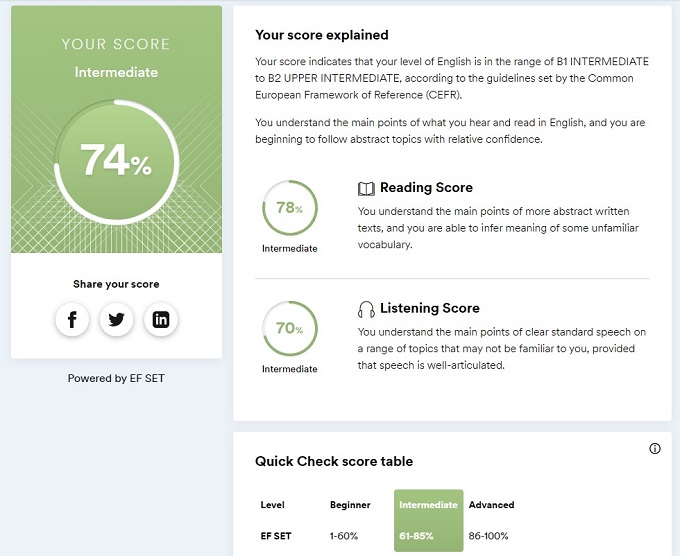 YOUR SCORE
Intermediate
74%
Share your score
Powered by EF SET
Your score explained
Your score indicates that your level of English is in the range of B1 INTERMEDIATE
to B2 UPPER INTERMEDIATE, according to the guidelines set by the Common
European Framework of Reference (CEFR).
You understand the main points of what you hear and read in English, and you are
beginning to follow abstract topics with relative confidence.
78%
Intermediate
Reading Score
You understand the main points of more abstract written
texts, and you are able to infer meaning of some unfamiliar
vocabulary.
70%
Intermediate
Listening Score
You understand the main points of clear standard speech on
a range of topics that may not be familiar to you, provided
that speech is well-articulated.
Quick Check score table
Level Beginner Intermediate Advanced
EF SET 1-60% 61-85% 86-100%